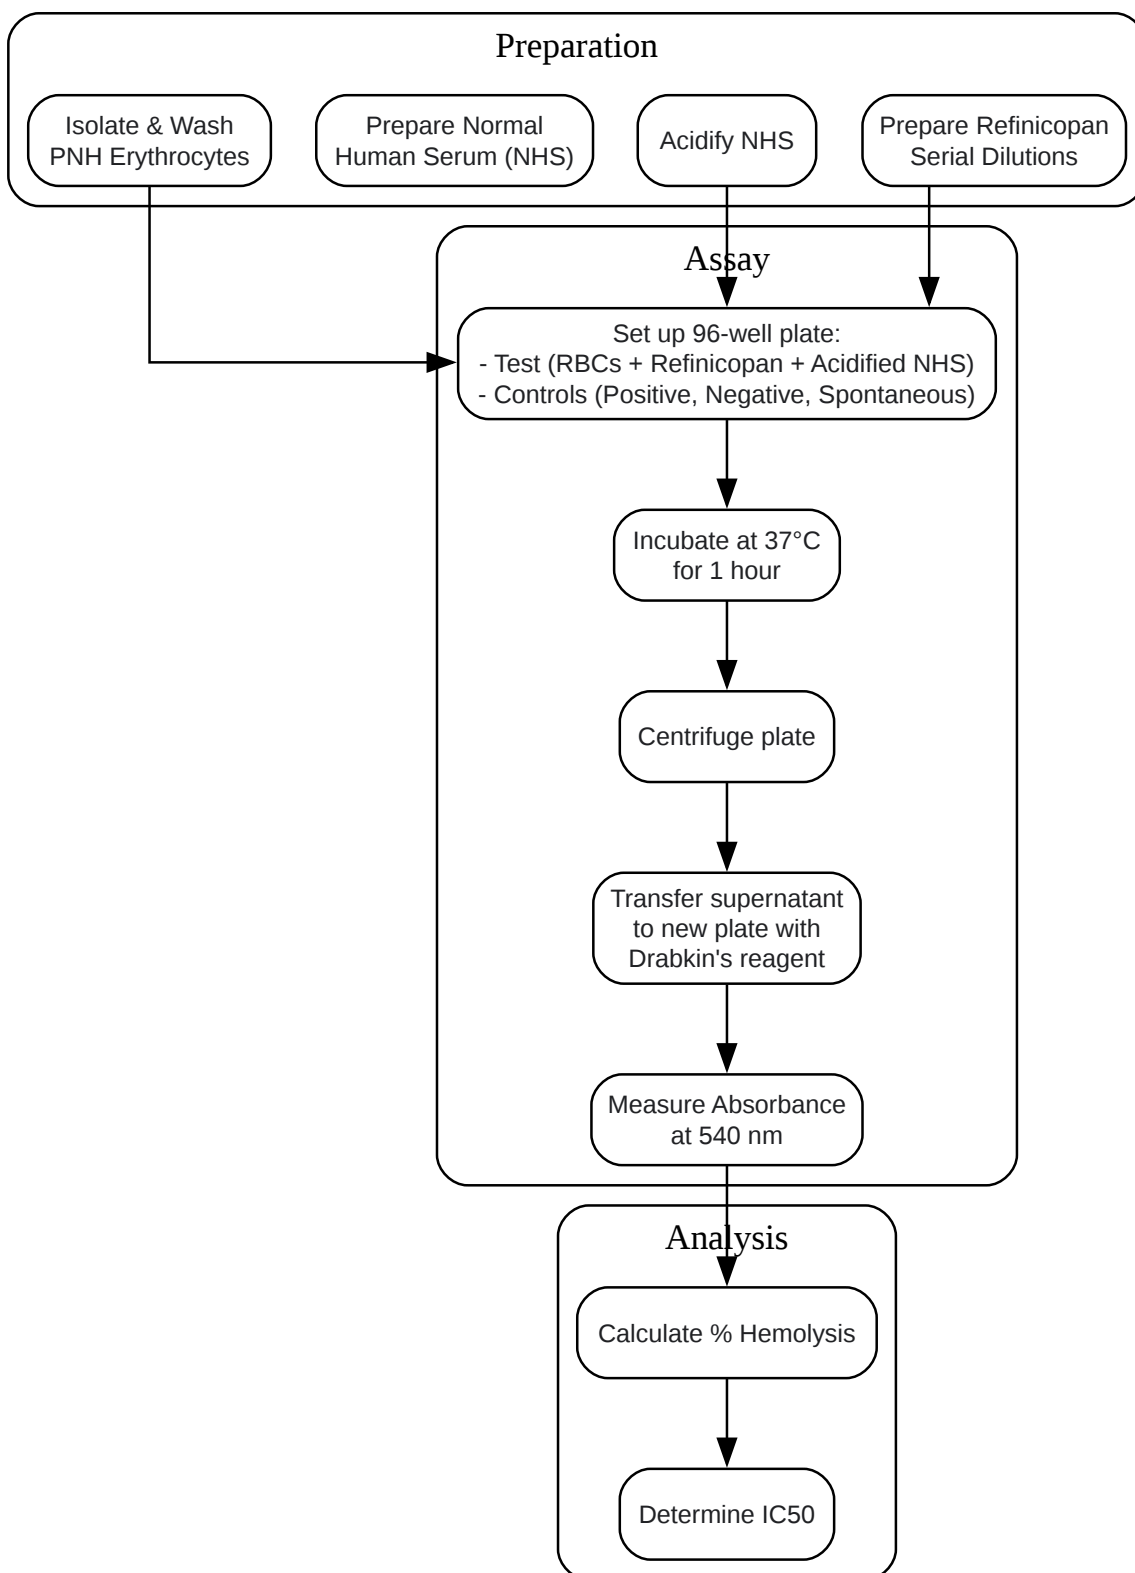 Preparation
Isolate & Wash
PNH Erythrocytes
Prepare Normal
Human Serum (NHS)
Acidify NHS
Prepare Refinicopan
Serial Dilutions
Assay
Set up 96-well plate:
- Test (RBCs + Refinicopan + Acidified NHS)
- Controls (Positive, Negative, Spontaneous)
Incubate at 37°C
for 1 hour
Centrifuge plate
Transfer supernatant
to new plate with
Drabkin's reagent
Measure Absorbance
at 540 nm
Analysis
Calculate % Hemolysis
Determine IC50